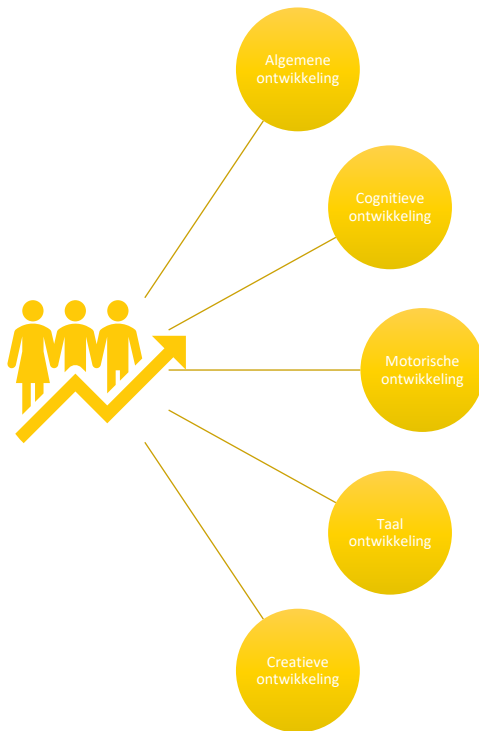 Algemene
ontwikkeling
Cognitieve
ontwikkeling
Motorische
ontwikkeling
Taal
ontwikkeling
Creatieve
ontwikkeling